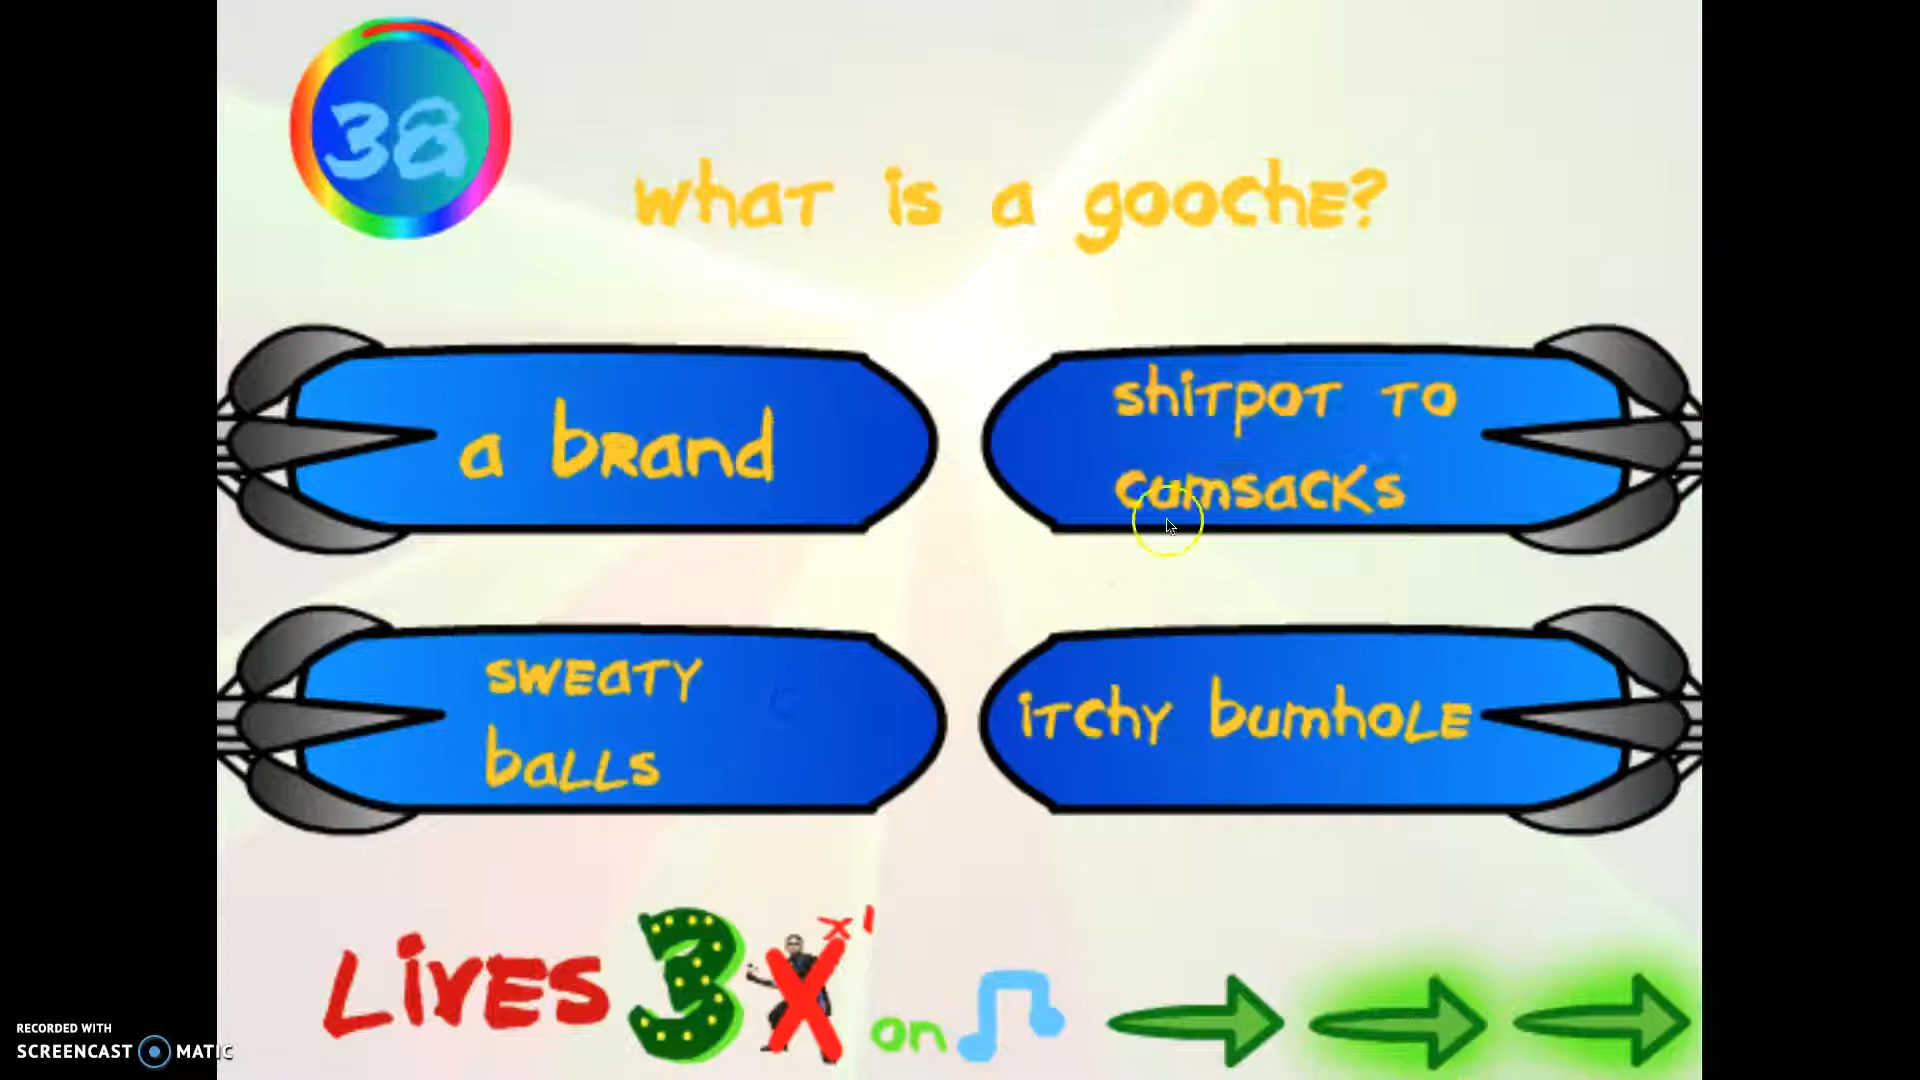 38
what is a gooche?
a brand
shitpot to
cumsacks
sweaty
balls
itchy bumhole
Lives 3 x1
on
RECORDED WITH
SCREENCAST MATIC